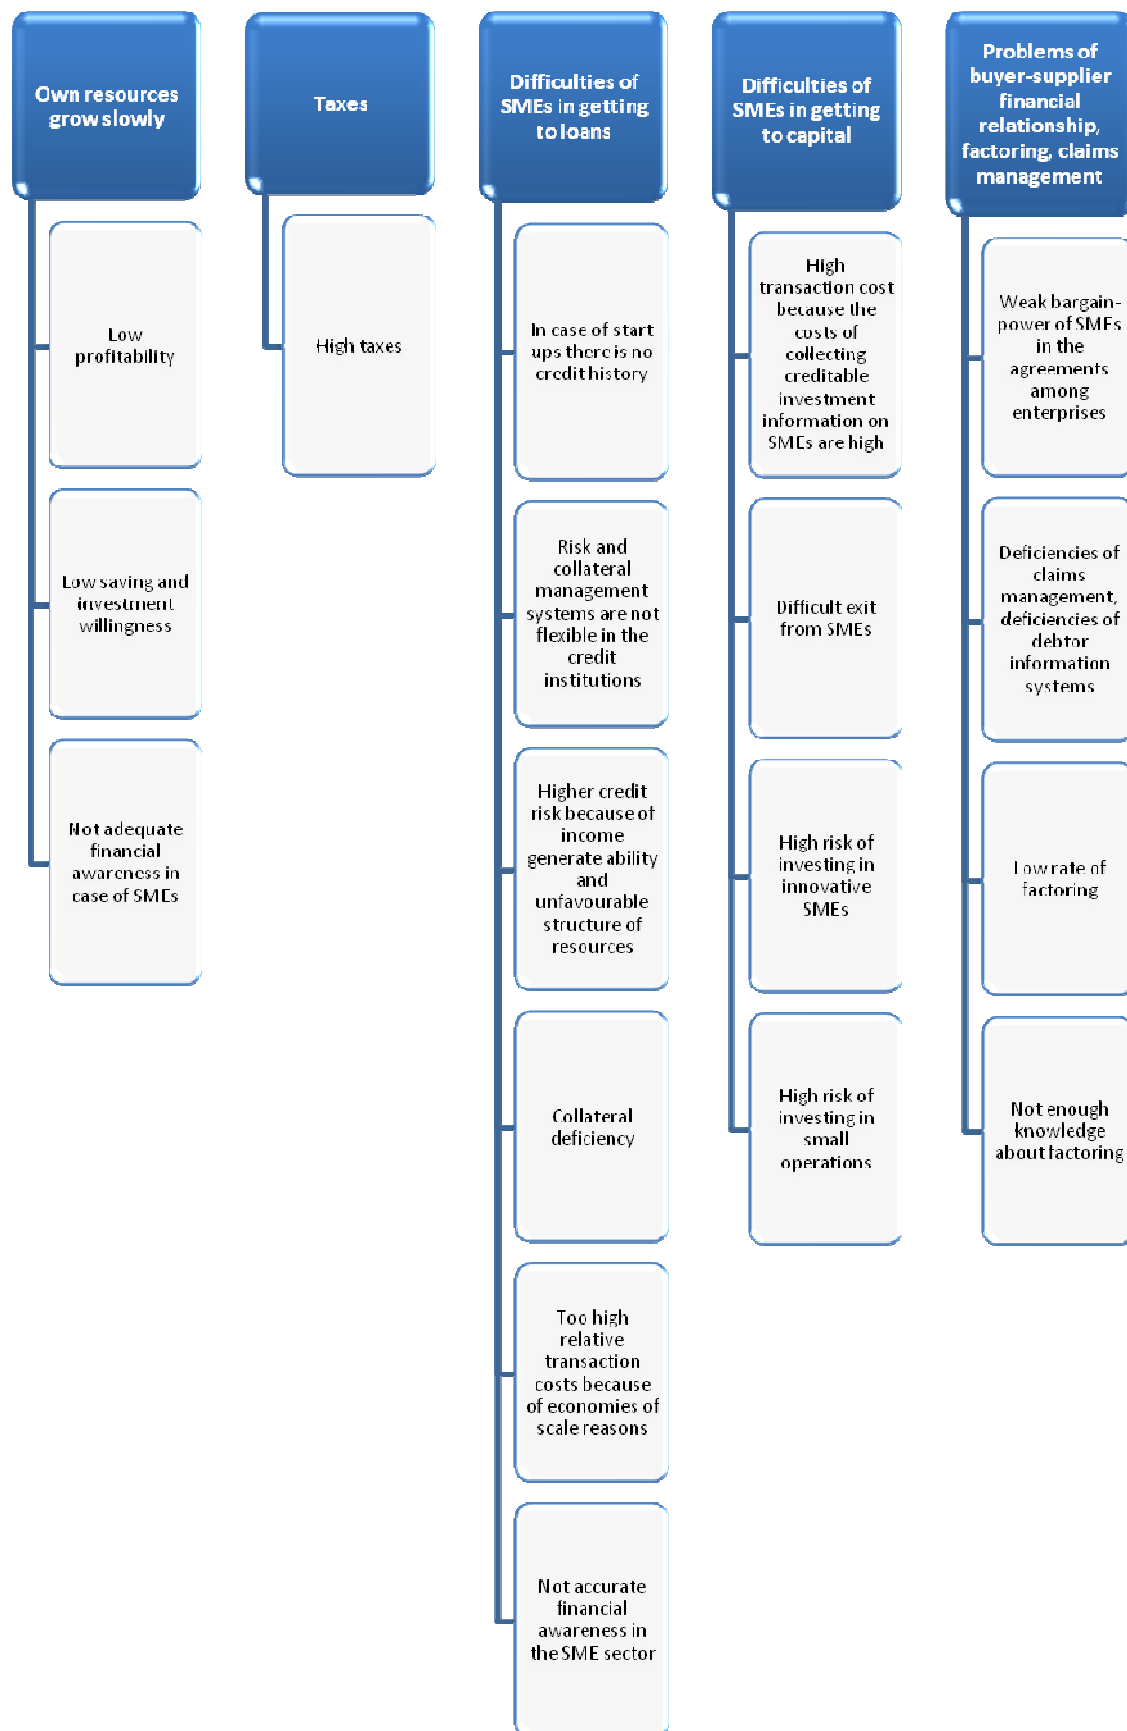 Own resources
grow slowly
Low
profitability
Low saving and
investment
willingness
Not adequate
financial
awareness in
case of SMEs
Taxes
High taxes
Difficulties of
SMEs in getting
to loans
In case of start
ups there is no
credit history
Risk and
collateral
management
systems are not
flexible in the
credit
institutions
Higher credit
risk because of
income
generate ability
and
unfavourable
structure of
resources
Collateral
deficiency
Too high
relative
transaction
costs because
of economies of
scale reasons
Not accurate
financial
awareness in
the SME sector
Difficulties of
SMEs in getting
to capital
High
transaction cost
because the
costs of
collecting
creditable
investment
information on
SMEs are high
Difficult exit
from SMEs
High risk of
investing in
innovative
SMEs
High risk of
investing in
small
operations
Problems of
buyer-supplier
financial
relationship,
factoring, claims
management
Weak bargain-
power of SMEs
in the
agreements
among
enterprises
Deficiencies of
claims
management,
deficiencies of
debtor
information
systems
Low rate of
factoring
Not enough
knowledge
about factoring